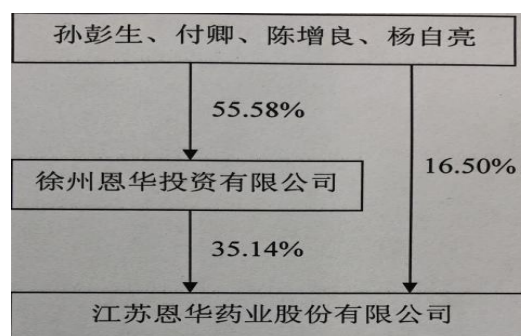 孙彭生、付卿、陈增良、杨自亮
55.58%
16.50%
徐州恩华投资有限公司
35.14%
江苏恩华药业股份有限公司